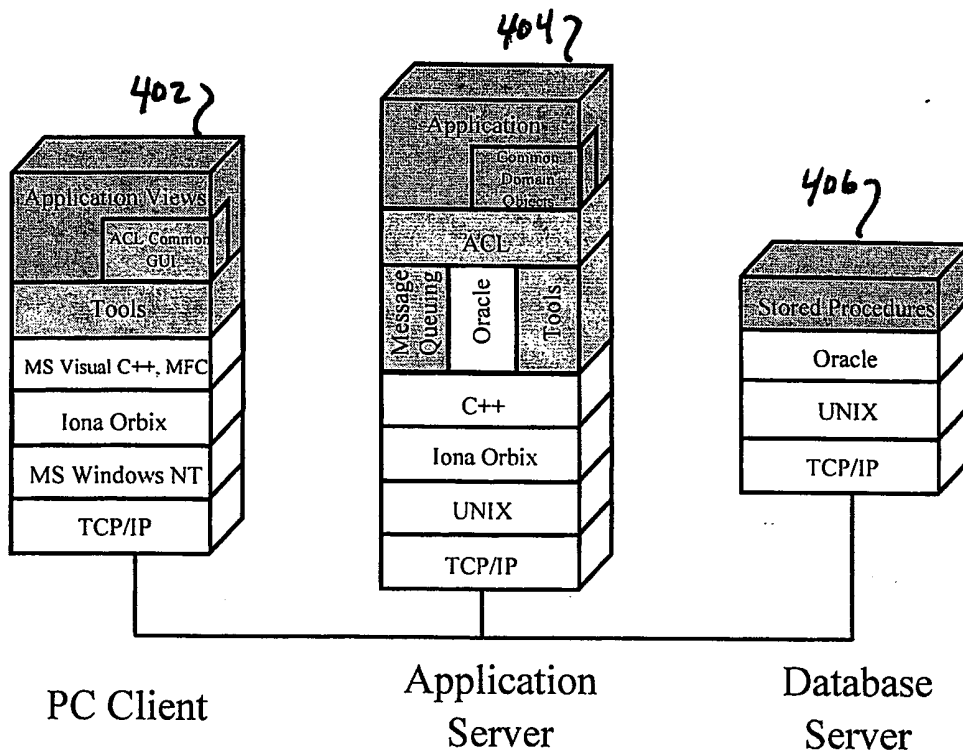 402
Application Views
ACL Common
GUI
Tools
MS Visual C++, MFC
Iona Orbix
MS Windows NT
TCP/IP
PC Client
404
Application
Common
Domain
Objects
ACL
Message
Queuing
Oracle
Tools
C++
Iona Orbix
UNIX
TCP/IP
Application
Server
406
Stored Procedures
Oracle
UNIX
TCP/IP
Database
Server